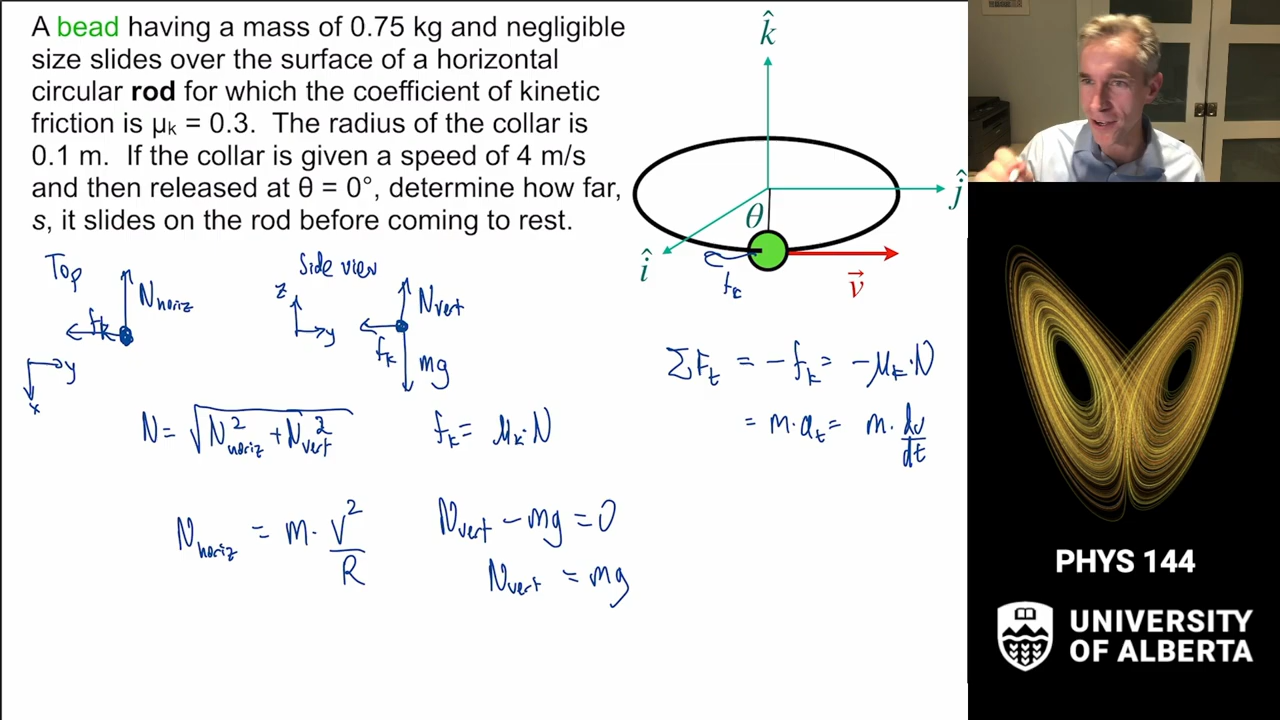 A bead having a mass of 0.75 kg and negligible
size slides over the surface of a horizontal
circular rod for which the coefficient of kinetic
friction is μk = 0.3. The radius of the collar is
0.1 m. If the collar is given a speed of 4 m/s
and then released at θ = 0°, determine how far,
s, it slides on the rod before coming to rest.
k̂
ĵ
θ
î
fk
v⃗
Top
Nhoriz
fk
y
x
Side view
z
y
Nvert
fk
mg
N = √(N²horiz + N²vert)
fk = μk·N
Nhoriz = m· v²/R
Nvert − mg = 0
Nvert = mg
ΣFt = −fk = −μk·N
= m·at = m· dv/dt
PHYS 144
UNIVERSITY
OF ALBERTA